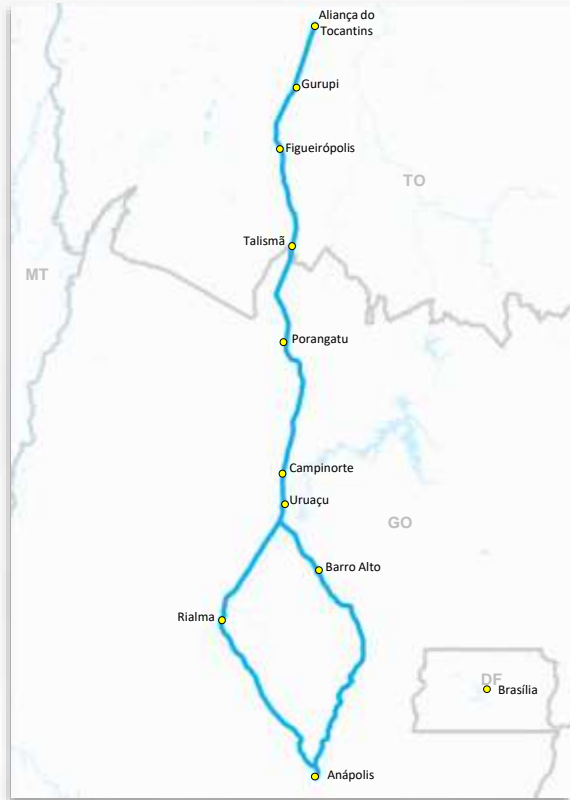 Aliança do
Tocantins
Gurupi
Figueirópolis
TO
Talismã
MT
Porangatu
Campinorte
Uruaçu
GO
Barro Alto
Rialma
DF
Brasília
Anápolis